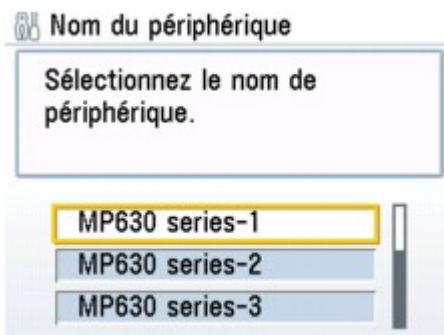 Nom du périphérique
Sélectionnez le nom de
périphérique.
MP630 series-1
MP630 series-2
MP630 series-3